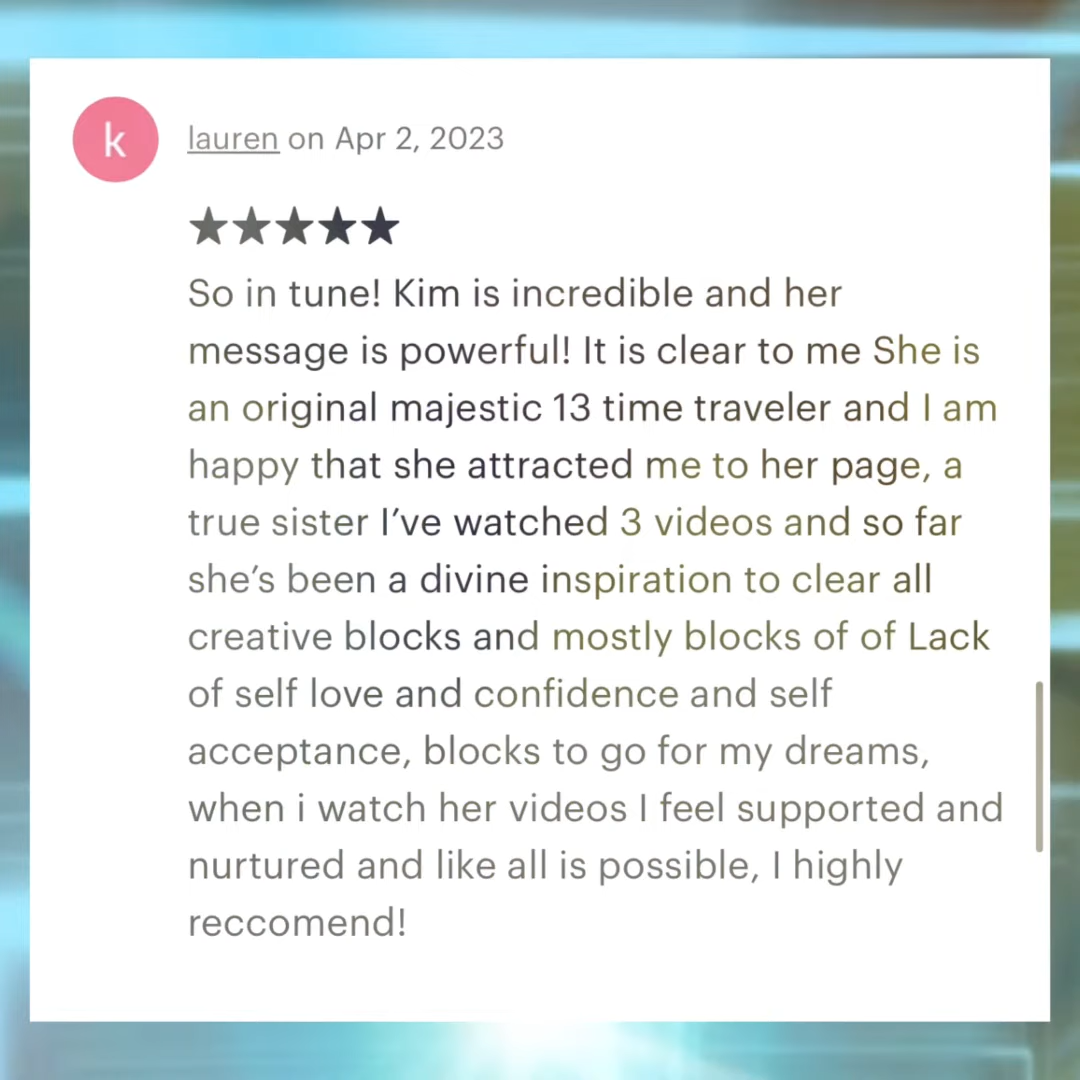 k
lauren on Apr 2, 2023
So in tune! Kim is incredible and her
message is powerful! It is clear to me She is
an original majestic 13 time traveler and I am
happy that she attracted me to her page, a
true sister I’ve watched 3 videos and so far
she’s been a divine inspiration to clear all
creative blocks and mostly blocks of of Lack
of self love and confidence and self
acceptance, blocks to go for my dreams,
when i watch her videos I feel supported and
nurtured and like all is possible, I highly
reccomend!